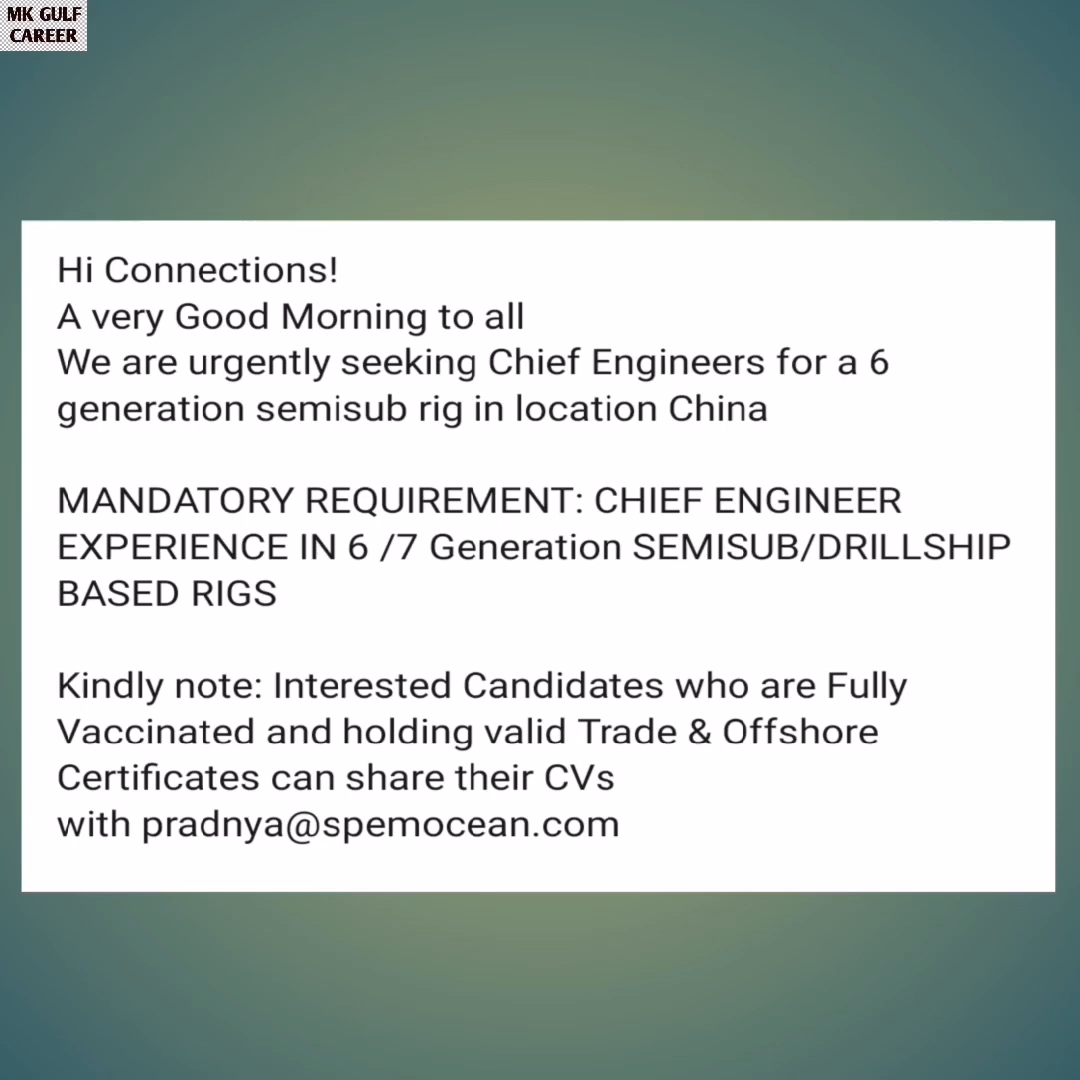 MK GULF
CAREER
Hi Connections!
A very Good Morning to all
We are urgently seeking Chief Engineers for a 6
generation semisub rig in location China
MANDATORY REQUIREMENT: CHIEF ENGINEER
EXPERIENCE IN 6 /7 Generation SEMISUB/DRILLSHIP
BASED RIGS
Kindly note: Interested Candidates who are Fully
Vaccinated and holding valid Trade & Offshore
Certificates can share their CVs
with pradnya@spemocean.com